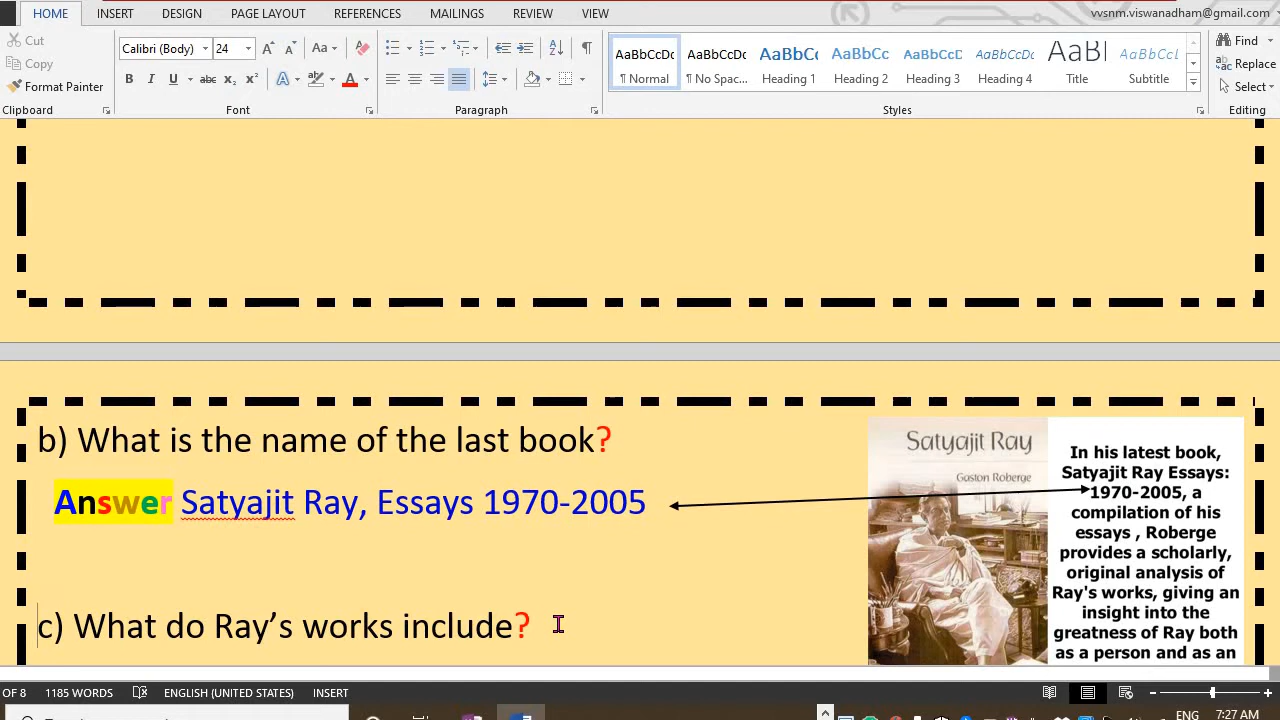 HOME INSERT DESIGN PAGE LAYOUT REFERENCES MAILINGS REVIEW VIEW vvsnm.viswanadham@gmail.com
Cut
Copy
Format Painter
Clipboard
Calibri (Body) 24
Font
Paragraph
AaBbCcDc AaBbCcDc AaBbC AaBbCc AaBbCcD AaBbCcDc AaBI AaBbCcL
¶ Normal ¶ No Spac... Heading 1 Heading 2 Heading 3 Heading 4 Title Subtitle
Styles
Find
Replace
Select
Editing
b) What is the name of the last book?
Answer Satyajit Ray, Essays 1970-2005
c) What do Ray’s works include?
Satyajit Ray
Gaston Roberge
In his latest book,
Satyajit Ray Essays:
1970-2005, a
compilation of his
essays , Roberge
provides a scholarly,
original analysis of
Ray's works, giving an
insight into the
greatness of Ray both
as a person and as an
OF 8 1185 WORDS ENGLISH (UNITED STATES) INSERT
ENG 7:27 AM